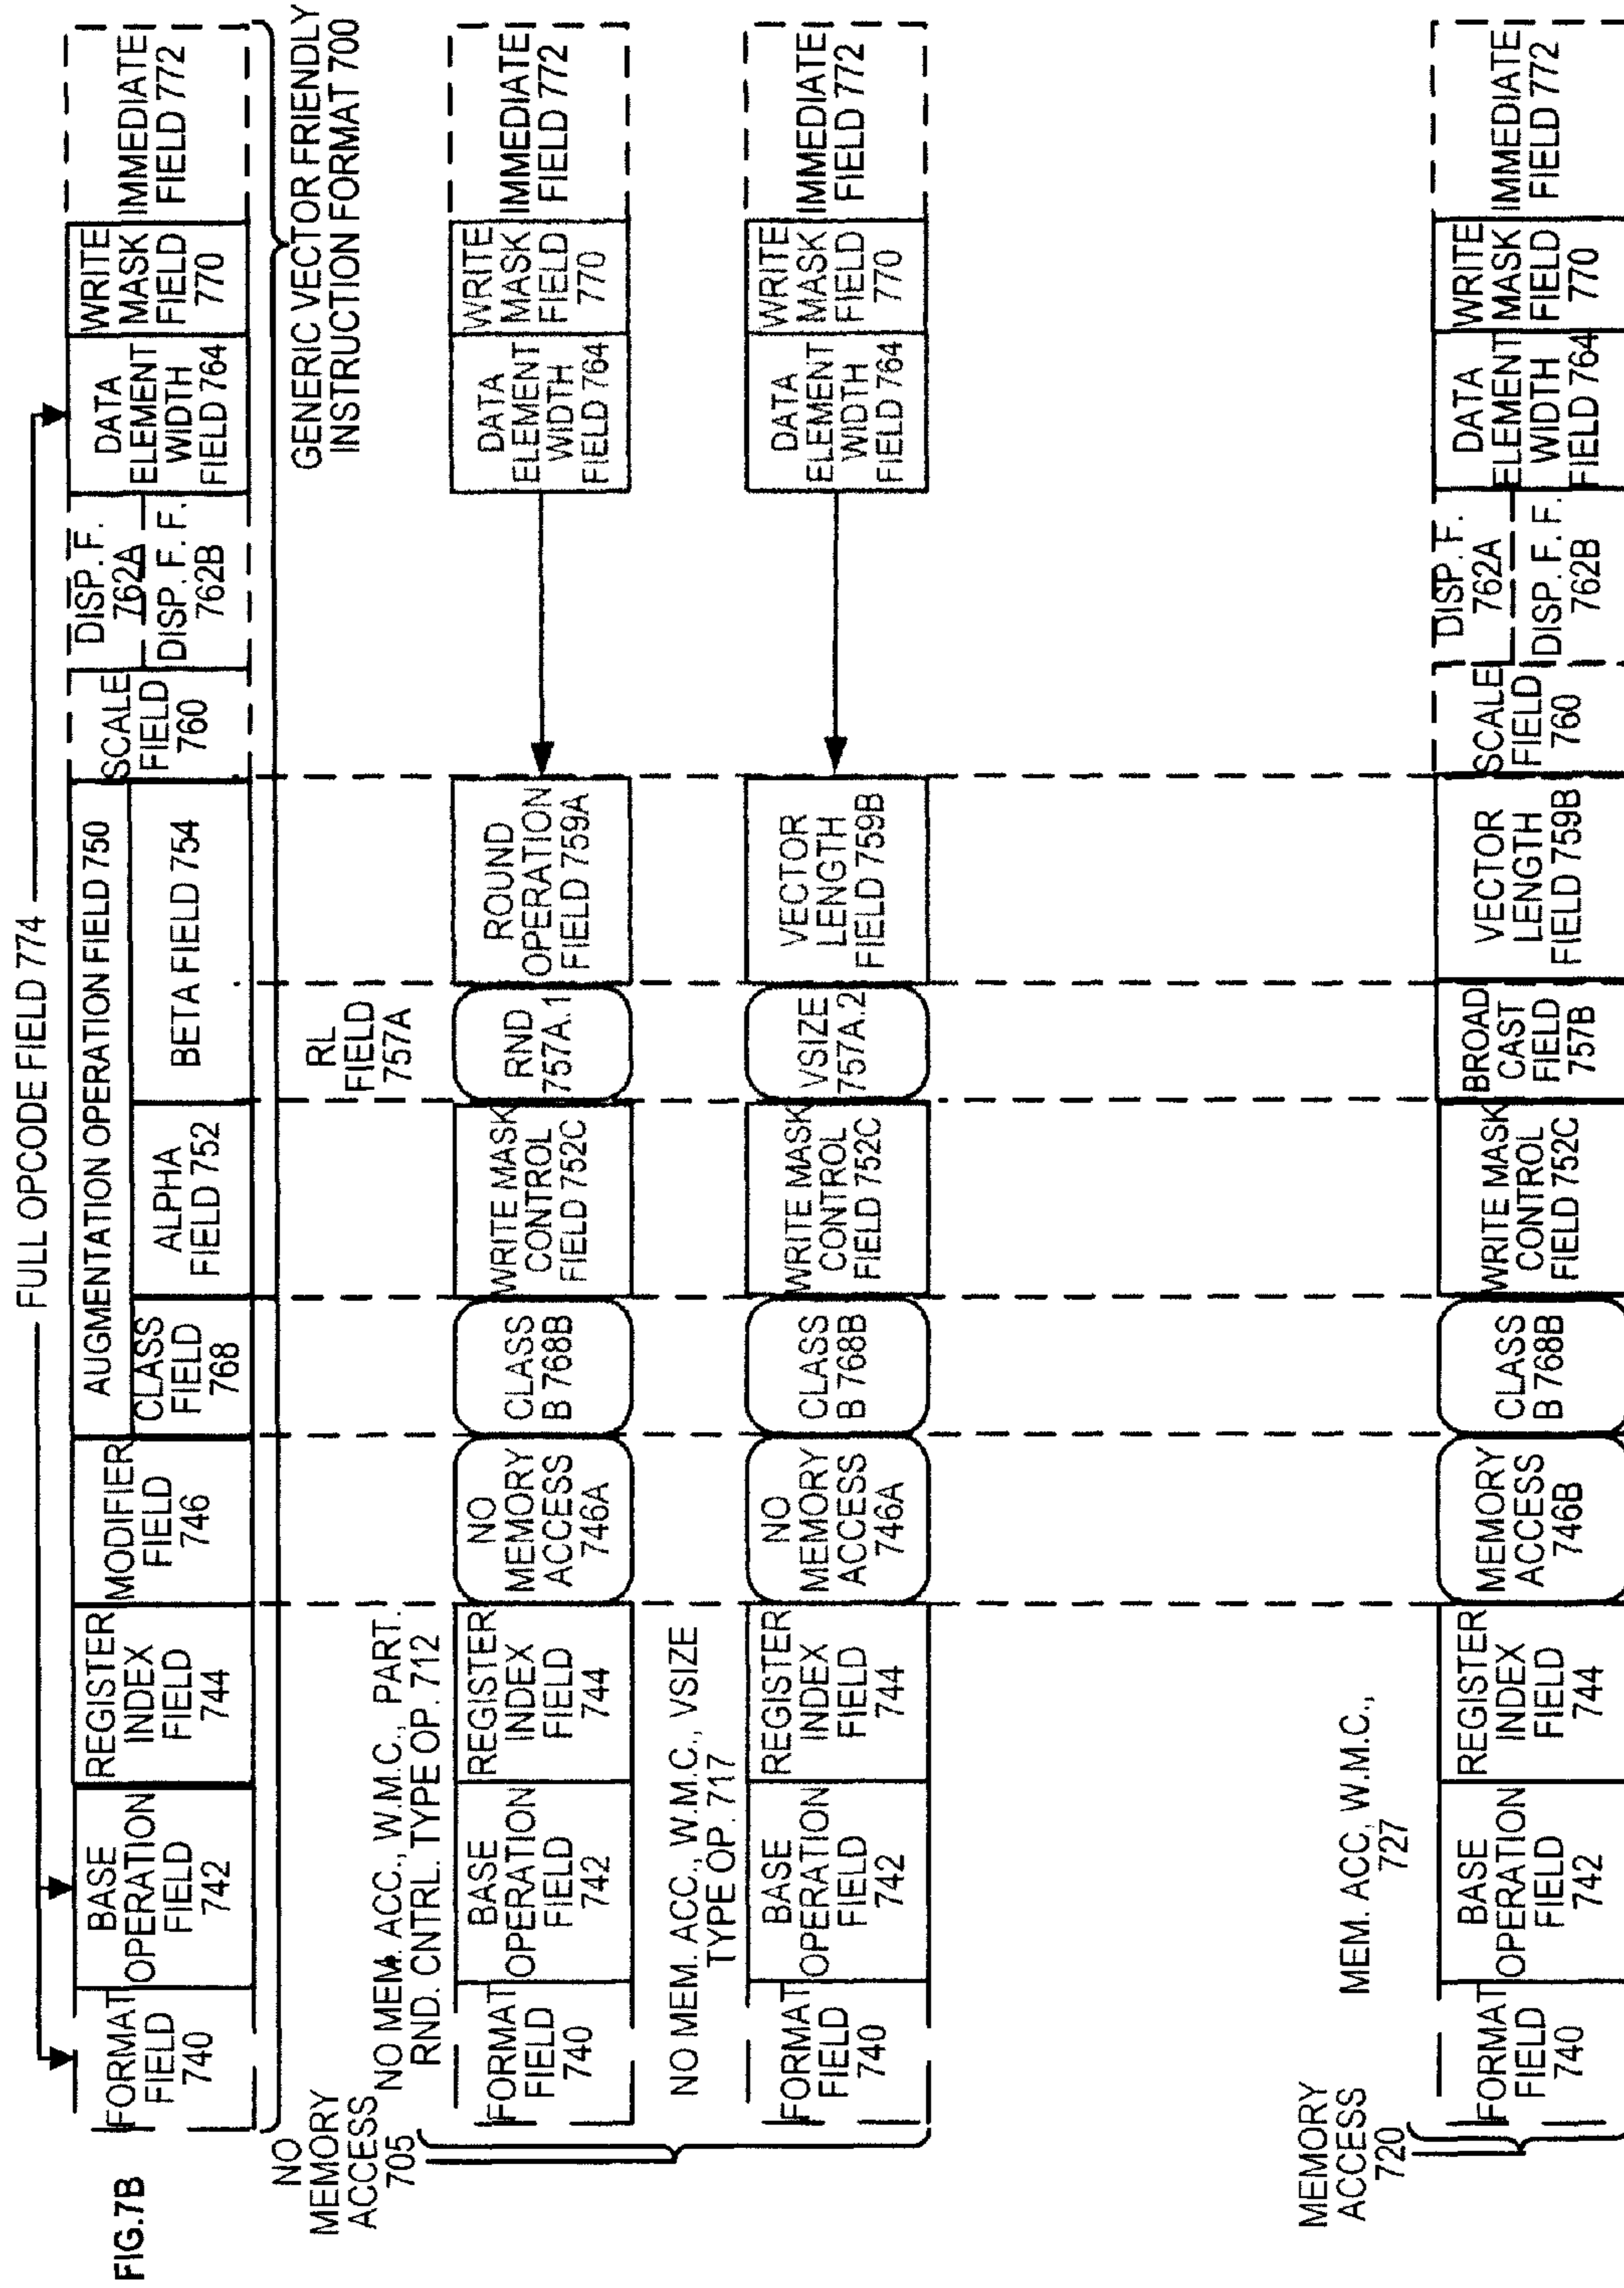 FIG.7B
FULL OPCODE FIELD 774
FORMAT
FIELD
740
BASE
OPERATION
FIELD
742
REGISTER
INDEX
FIELD
744
MODIFIER
FIELD
746
AUGMENTATION OPERATION FIELD 750
CLASS
FIELD
768
ALPHA
FIELD 752
BETA FIELD 754
SCALE
FIELD
760
DISP. F.
762A
DISP. F. F.
762B
DATA
ELEMENT
WIDTH
FIELD 764
WRITE
MASK
FIELD
770
IMMEDIATE
FIELD 772
GENERIC VECTOR FRIENDLY
INSTRUCTION FORMAT 700
NO
MEMORY
ACCESS
705
NO MEM. ACC., W.M.C., PART.
RND. CNTRL. TYPE OP. 712
RL
FIELD
757A
FORMAT
FIELD
740
BASE
OPERATION
FIELD
742
REGISTER
INDEX
FIELD
744
NO
MEMORY
ACCESS
746A
CLASS
B 768B
WRITE MASK
CONTROL
FIELD 752C
RND
757A.1
ROUND
OPERATION
FIELD 759A
DATA
ELEMENT
WIDTH
FIELD 764
WRITE
MASK
FIELD
770
IMMEDIATE
FIELD 772
NO MEM. ACC., W.M.C., VSIZE
TYPE OP. 717
FORMAT
FIELD
740
BASE
OPERATION
FIELD
742
REGISTER
INDEX
FIELD
744
NO
MEMORY
ACCESS
746A
CLASS
B 768B
WRITE MASK
CONTROL
FIELD 752C
VSIZE
757A.2
VECTOR
LENGTH
FIELD 759B
DATA
ELEMENT
WIDTH
FIELD 764
WRITE
MASK
FIELD
770
IMMEDIATE
FIELD 772
MEMORY
ACCESS
720
MEM. ACC, W.M.C.,
727
FORMAT
FIELD
740
BASE
OPERATION
FIELD
742
REGISTER
INDEX
FIELD
744
MEMORY
ACCESS
746B
CLASS
B 768B
WRITE MASK
CONTROL
FIELD 752C
BROAD
CAST
FIELD
757B
VECTOR
LENGTH
FIELD 759B
SCALE
FIELD
760
DISP. F.
762A
DISP. F. F.
762B
DATA
ELEMENT
WIDTH
FIELD 764
WRITE
MASK
FIELD
770
IMMEDIATE
FIELD 772